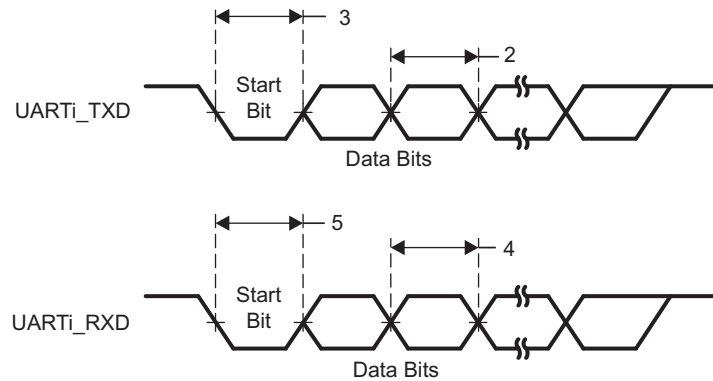 3
2
Start
Bit
UARTi_TXD
Data Bits
5
4
Start
Bit
UARTi_RXD
Data Bits